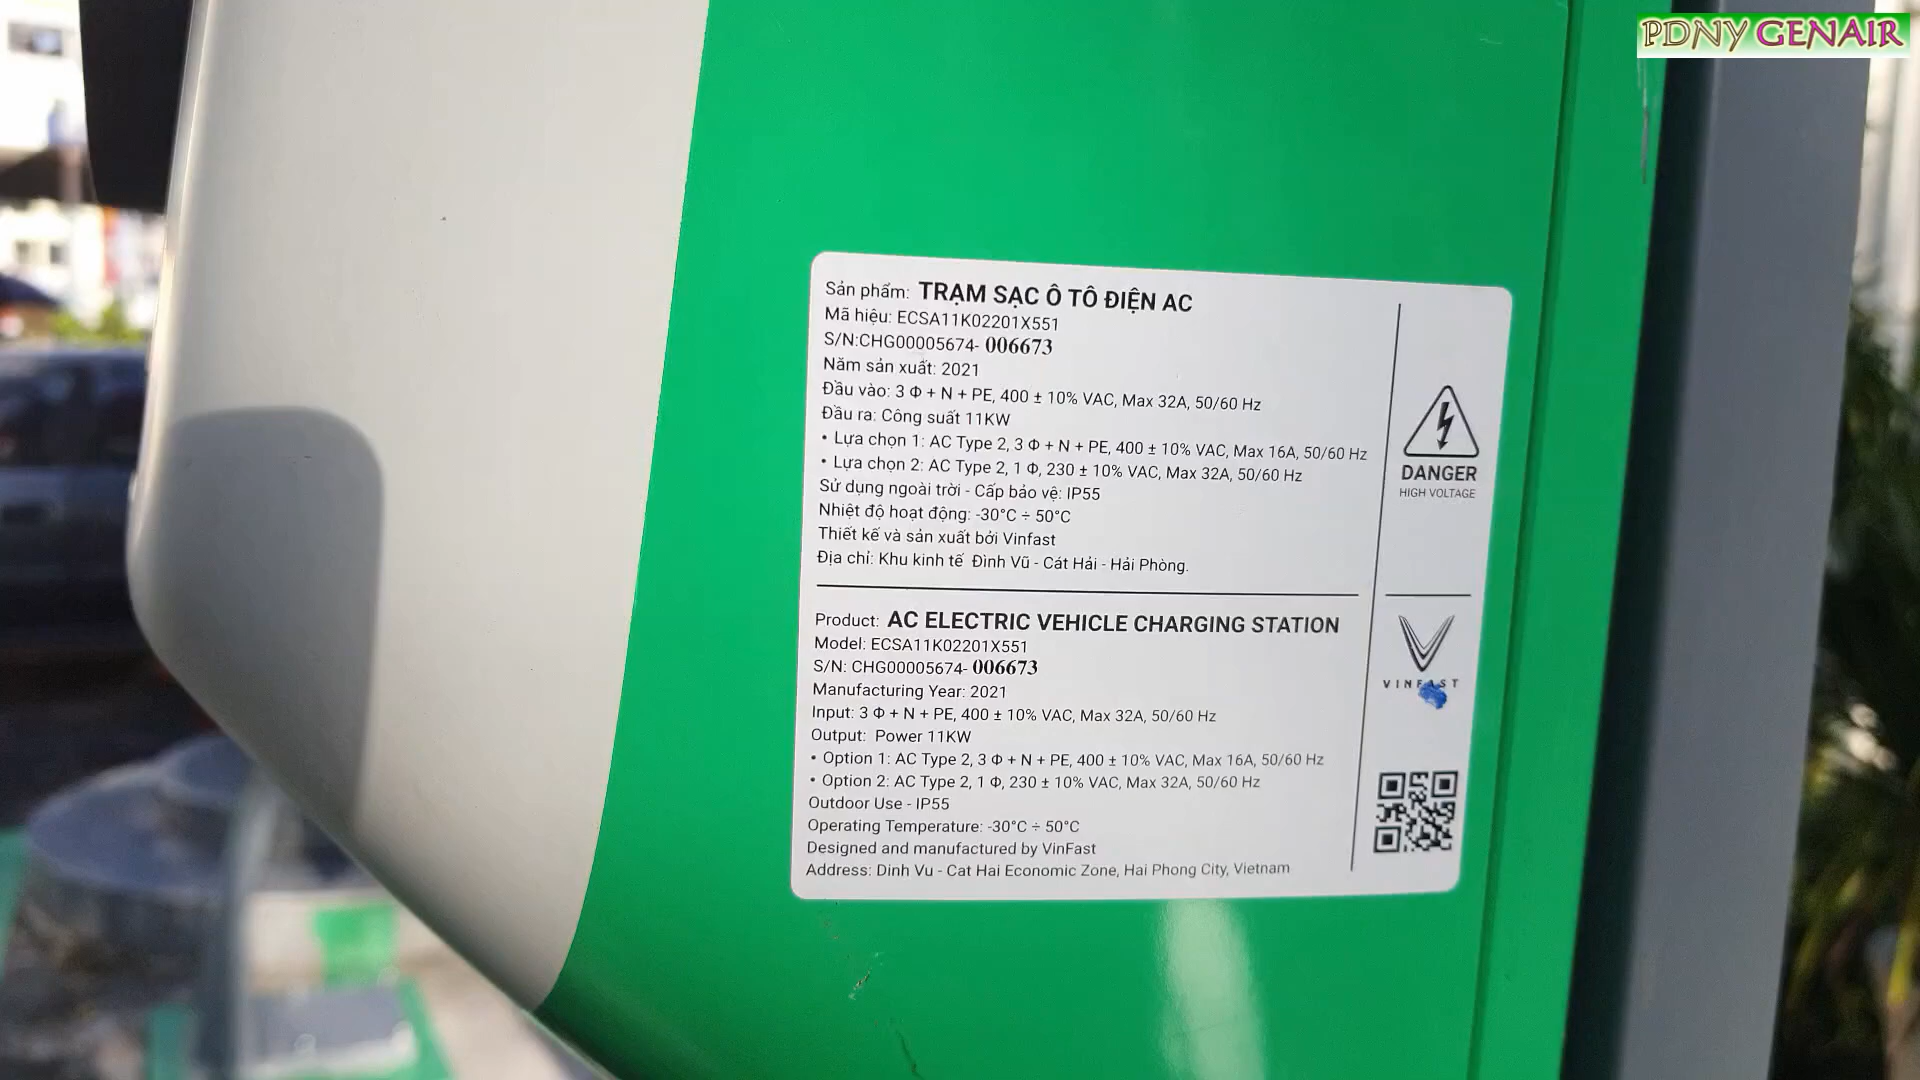 PDNY GENAIR
Sản phẩm: TRẠM SẠC Ô TÔ ĐIỆN AC
Mã hiệu: ECSA11K02201X551
S/N:CHG00005674- 006673
Năm sản xuất: 2021
Đầu vào: 3 Φ + N + PE, 400 ± 10% VAC, Max 32A, 50/60 Hz
Đầu ra: Công suất 11KW
• Lựa chọn 1: AC Type 2, 3 Φ + N + PE, 400 ± 10% VAC, Max 16A, 50/60 Hz
• Lựa chọn 2: AC Type 2, 1 Φ, 230 ± 10% VAC, Max 32A, 50/60 Hz
Sử dụng ngoài trời - Cấp bảo vệ: IP55
Nhiệt độ hoạt động: -30°C ÷ 50°C
Thiết kế và sản xuất bởi Vinfast
Địa chỉ: Khu kinh tế Đình Vũ - Cát Hải - Hải Phòng.
DANGER
HIGH VOLTAGE
Product: AC ELECTRIC VEHICLE CHARGING STATION
Model: ECSA11K02201X551
S/N: CHG00005674- 006673
Manufacturing Year: 2021
Input: 3 Φ + N + PE, 400 ± 10% VAC, Max 32A, 50/60 Hz
Output: Power 11KW
• Option 1: AC Type 2, 3 Φ + N + PE, 400 ± 10% VAC, Max 16A, 50/60 Hz
• Option 2: AC Type 2, 1 Φ, 230 ± 10% VAC, Max 32A, 50/60 Hz
Outdoor Use - IP55
Operating Temperature: -30°C ÷ 50°C
Designed and manufactured by VinFast
Address: Dinh Vu - Cat Hai Economic Zone, Hai Phong City, Vietnam
VINFAST